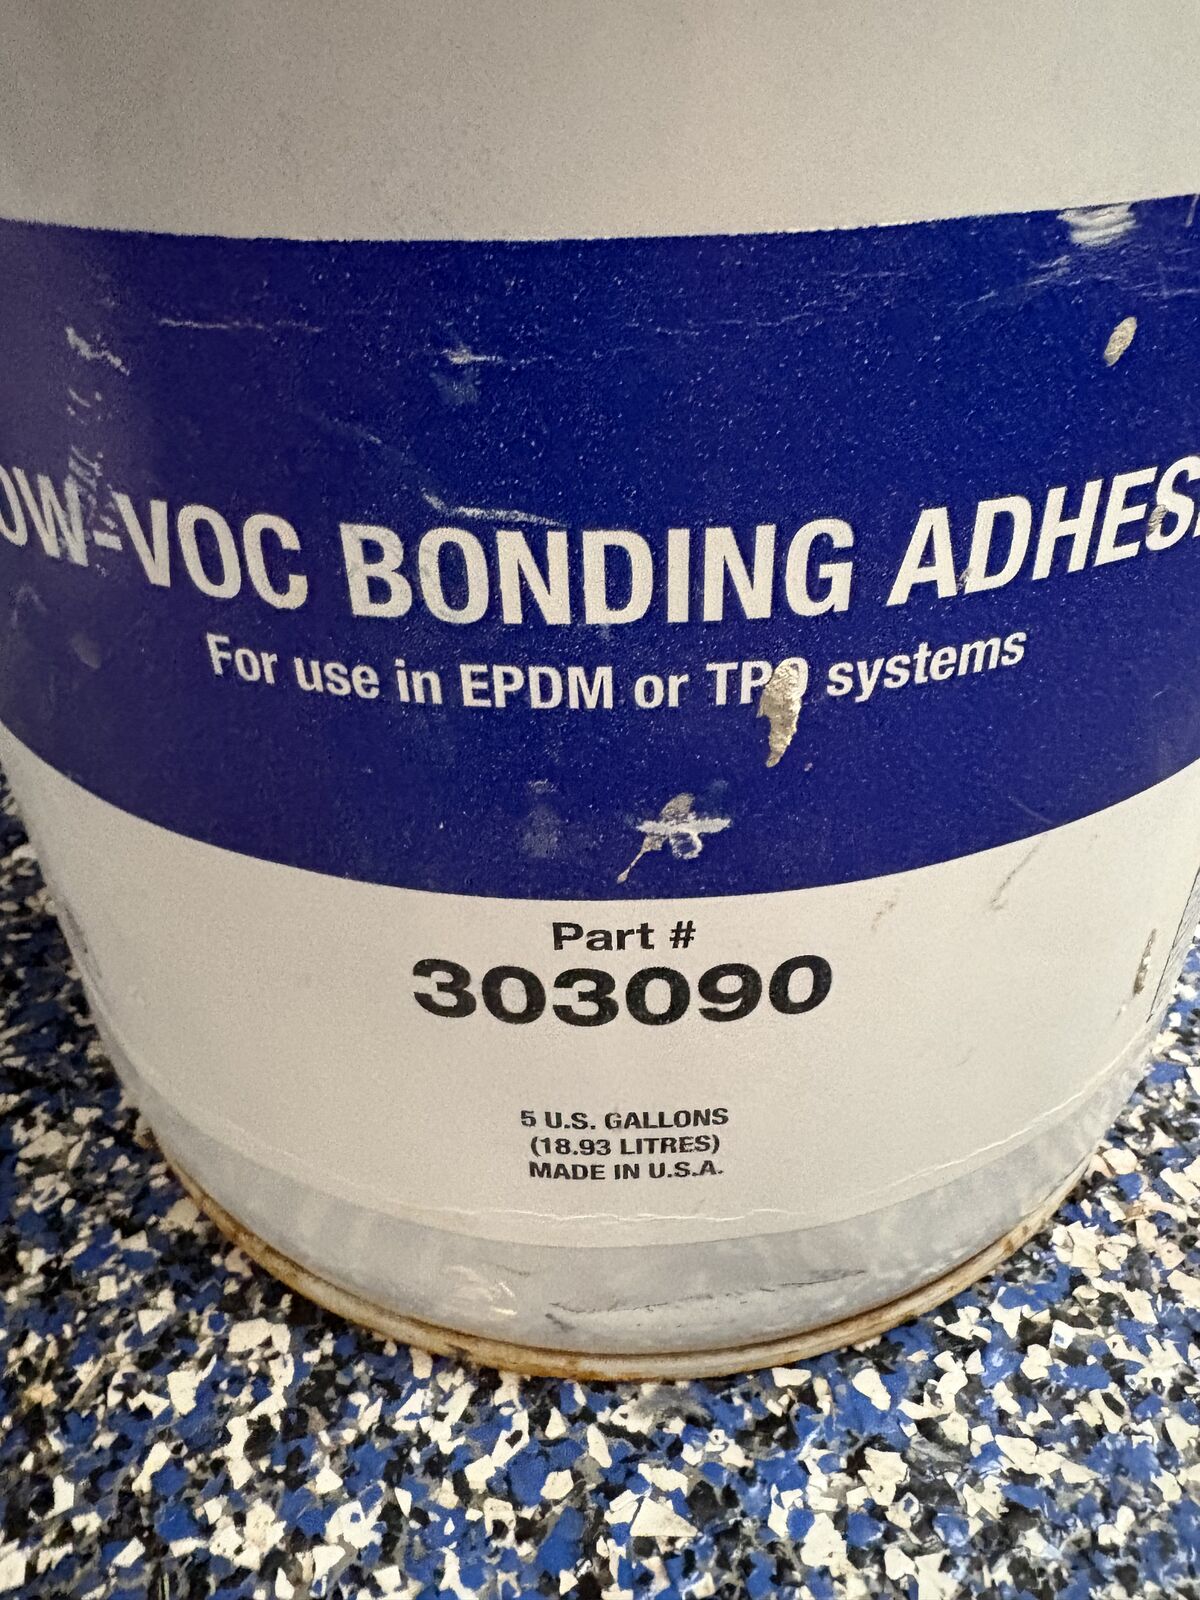 OW-VOC BONDING ADHES
For use in EPDM or TPO systems
Part #
303090
5 U.S. GALLONS
(18.93 LITRES)
MADE IN U.S.A.